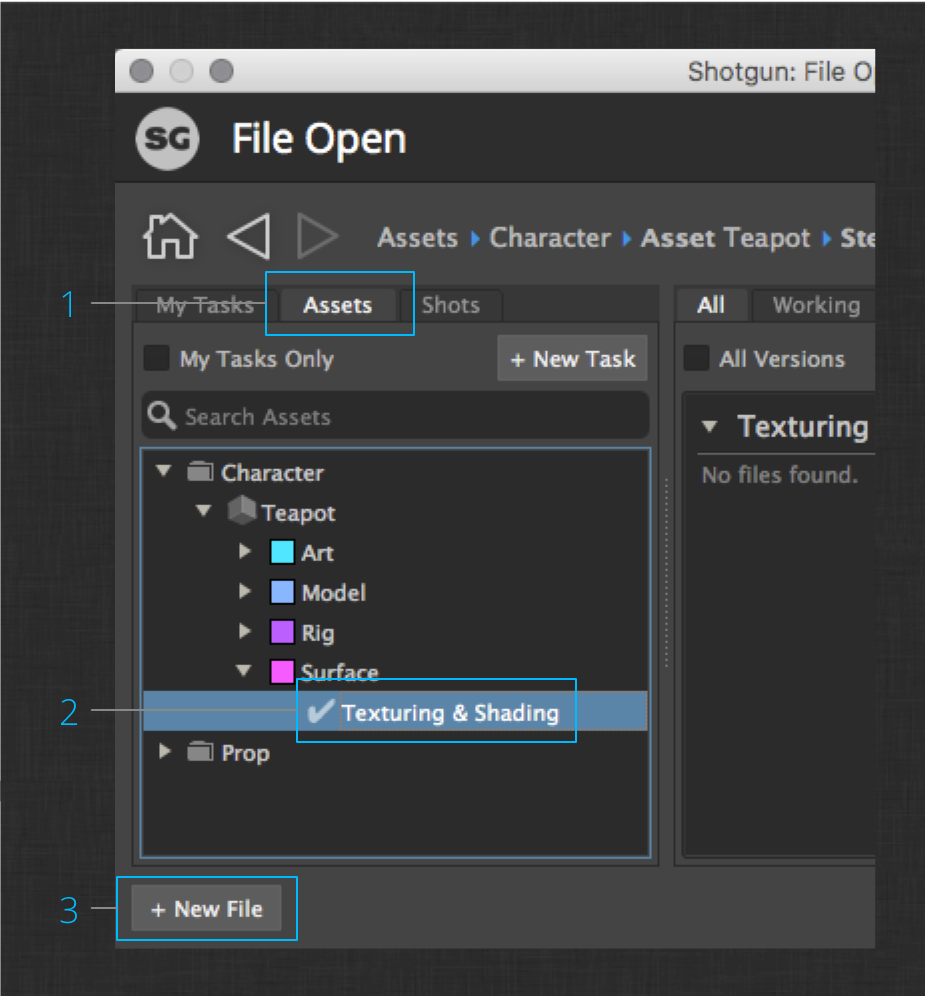 Shotgun: File O
SG File Open
Assets Character Asset Teapot Ste
1
My Tasks Assets Shots
All Working
My Tasks Only + New Task
All Versions
Search Assets
Texturing
No files found.
Character
Teapot
Art
Model
Rig
Surface
2
Texturing & Shading
Prop
3
+ New File